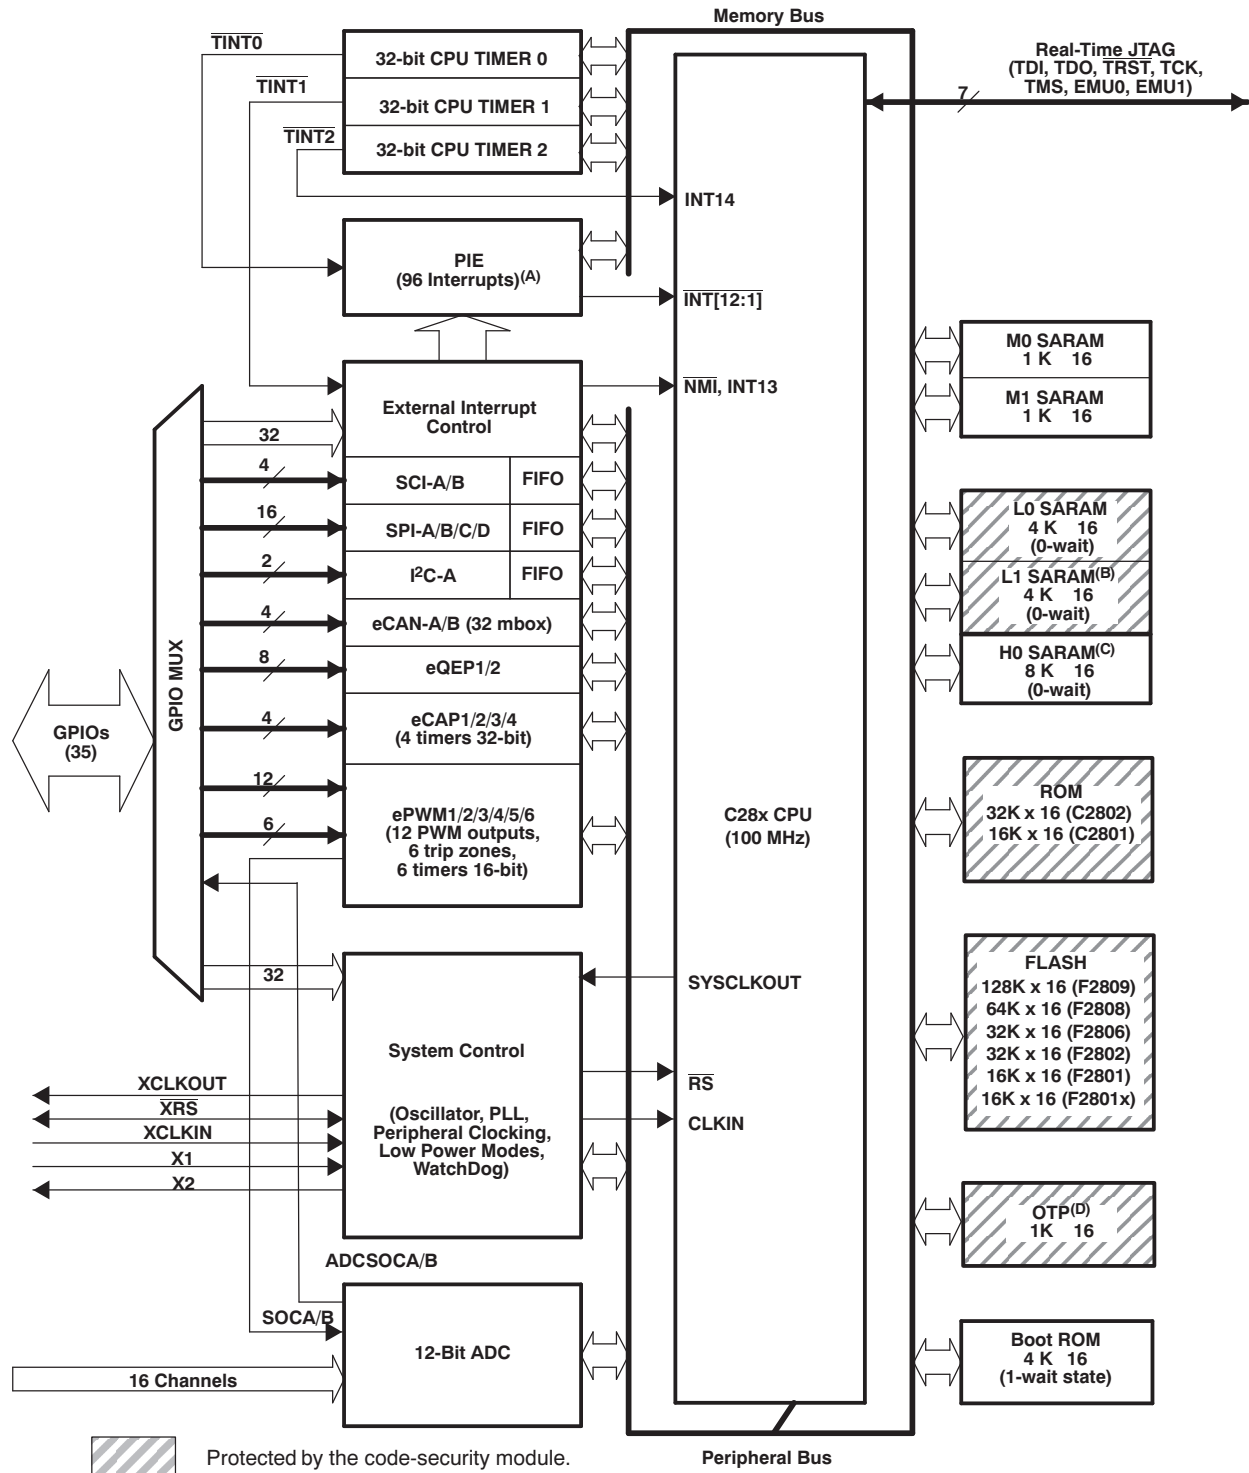 Memory Bus
TINT0
32-bit CPU TIMER 0
Real-Time JTAG
(TDI, TDO, TRST, TCK,
TMS, EMU0, EMU1)
7
TINT1
32-bit CPU TIMER 1
TINT2
32-bit CPU TIMER 2
INT14
PIE
(96 Interrupts)(A)
INT[12:1]
M0 SARAM
1 K 16
M1 SARAM
1 K 16
NMI, INT13
External Interrupt
Control
32
4
SCI-A/B
FIFO
16
SPI-A/B/C/D
FIFO
2
I2C-A
FIFO
4
eCAN-A/B (32 mbox)
8
eQEP1/2
4
eCAP1/2/3/4
(4 timers 32-bit)
12
6
ePWM1/2/3/4/5/6
(12 PWM outputs,
6 trip zones,
6 timers 16-bit)
GPIO MUX
GPIOs
(35)
L0 SARAM
4 K 16
(0-wait)
L1 SARAM(B)
4 K 16
(0-wait)
H0 SARAM(C)
8 K 16
(0-wait)
C28x CPU
(100 MHz)
ROM
32K x 16 (C2802)
16K x 16 (C2801)
32
SYSCLKOUT
System Control
(Oscillator, PLL,
Peripheral Clocking,
Low Power Modes,
WatchDog)
RS
CLKIN
XCLKOUT
XRS
XCLKIN
X1
X2
FLASH
128K x 16 (F2809)
64K x 16 (F2808)
32K x 16 (F2806)
32K x 16 (F2802)
16K x 16 (F2801)
16K x 16 (F2801x)
OTP(D)
1K 16
ADCSOCA/B
SOCA/B
12-Bit ADC
16 Channels
Boot ROM
4 K 16
(1-wait state)
Protected by the code-security module.
Peripheral Bus